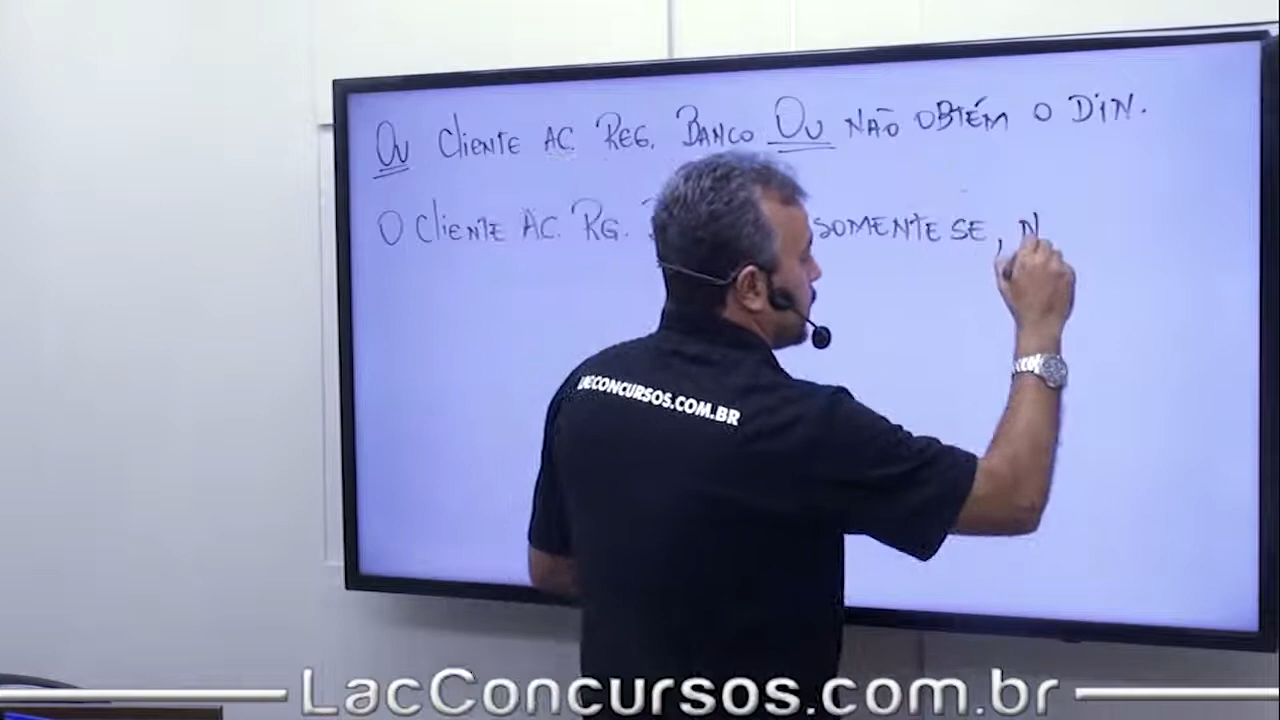 Ou Cliente AC. Reg. Banco Ou não obtém o din.
O Cliente AC. Rg. somente se, N
LACCONCURSOS.COM.BR
LacConcursos.com.br